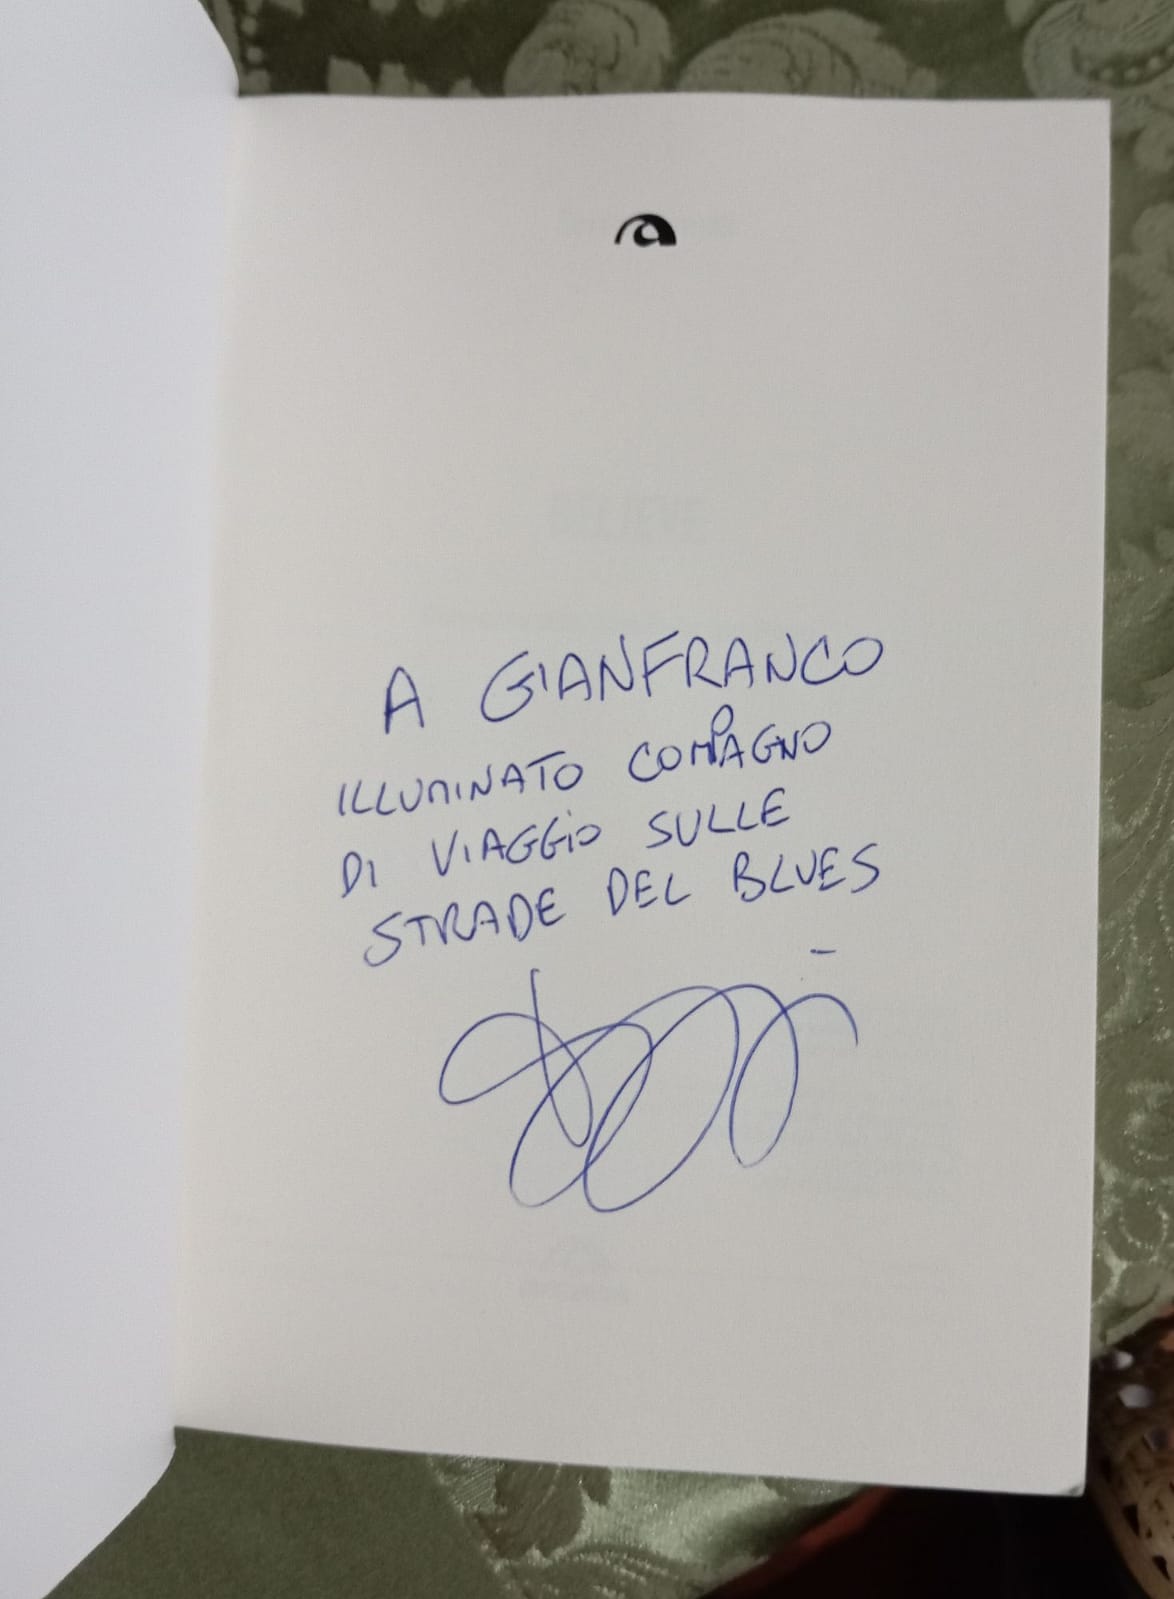 A GIANFRANCO
ILLUMINATO COMPAGNO
DI VIAGGIO SULLE
STRADE DEL BLUES